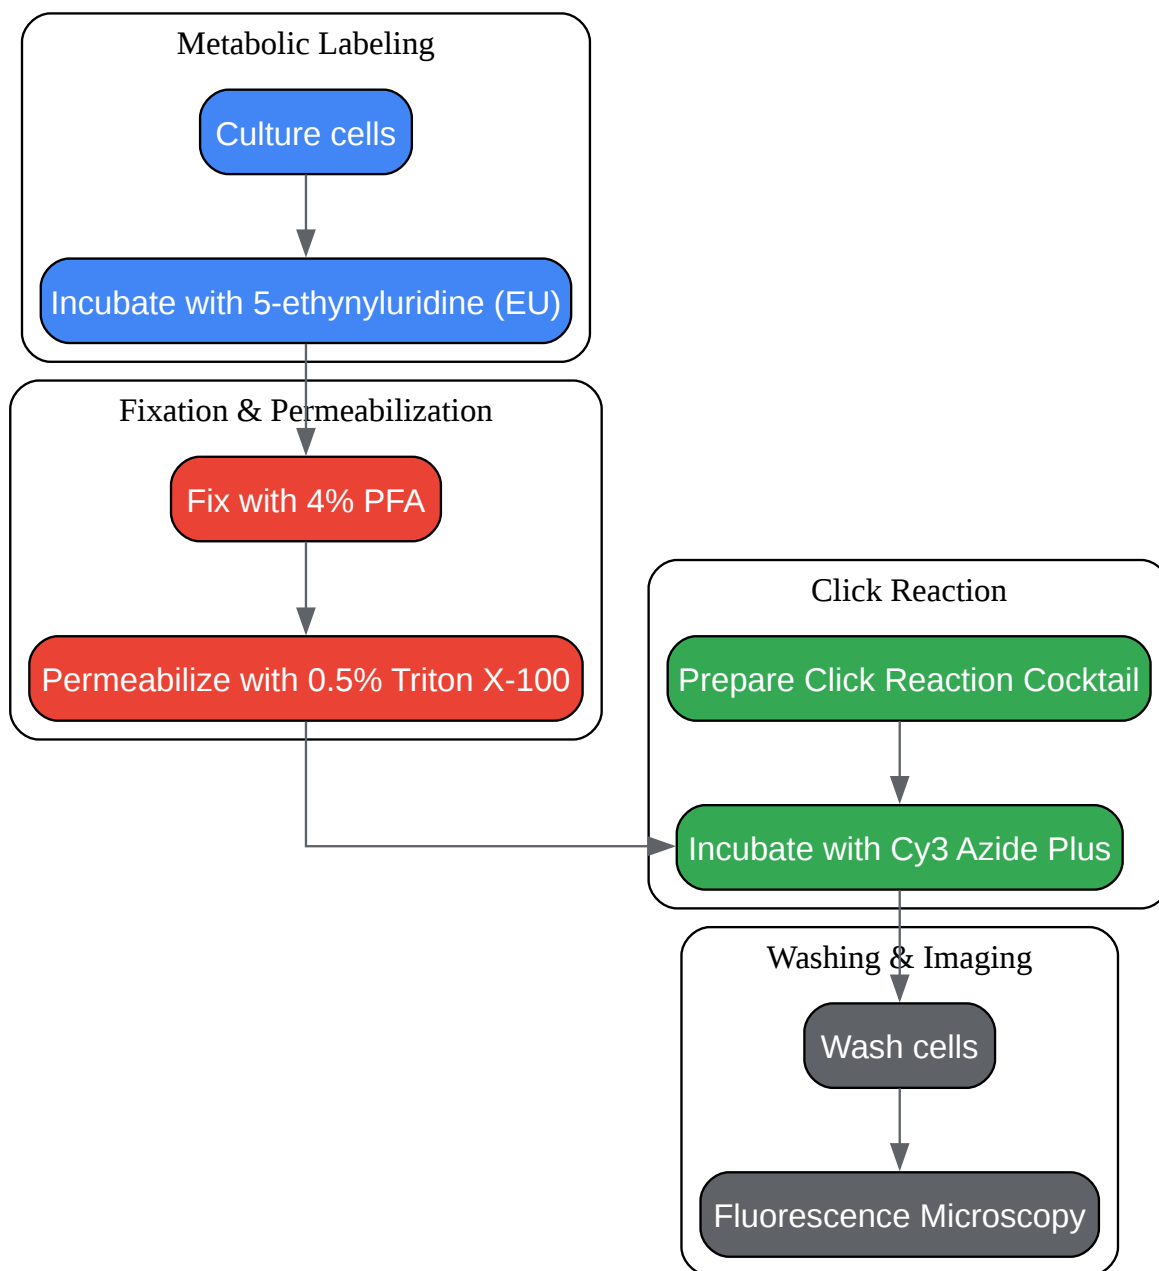 Metabolic Labeling
Culture cells
Incubate with 5-ethynyluridine (EU)
Fixation & Permeabilization
Fix with 4% PFA
Permeabilize with 0.5% Triton X-100
Click Reaction
Prepare Click Reaction Cocktail
Incubate with Cy3 Azide Plus
Washing & Imaging
Wash cells
Fluorescence Microscopy